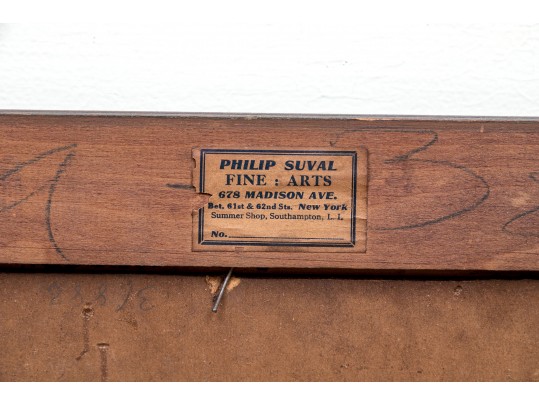 PHILIP SUVAL
FINE : ARTS
678 MADISON AVE.
Bet. 61st & 62nd Sts. New York
Summer Shop, Southampton, L. I.
No.